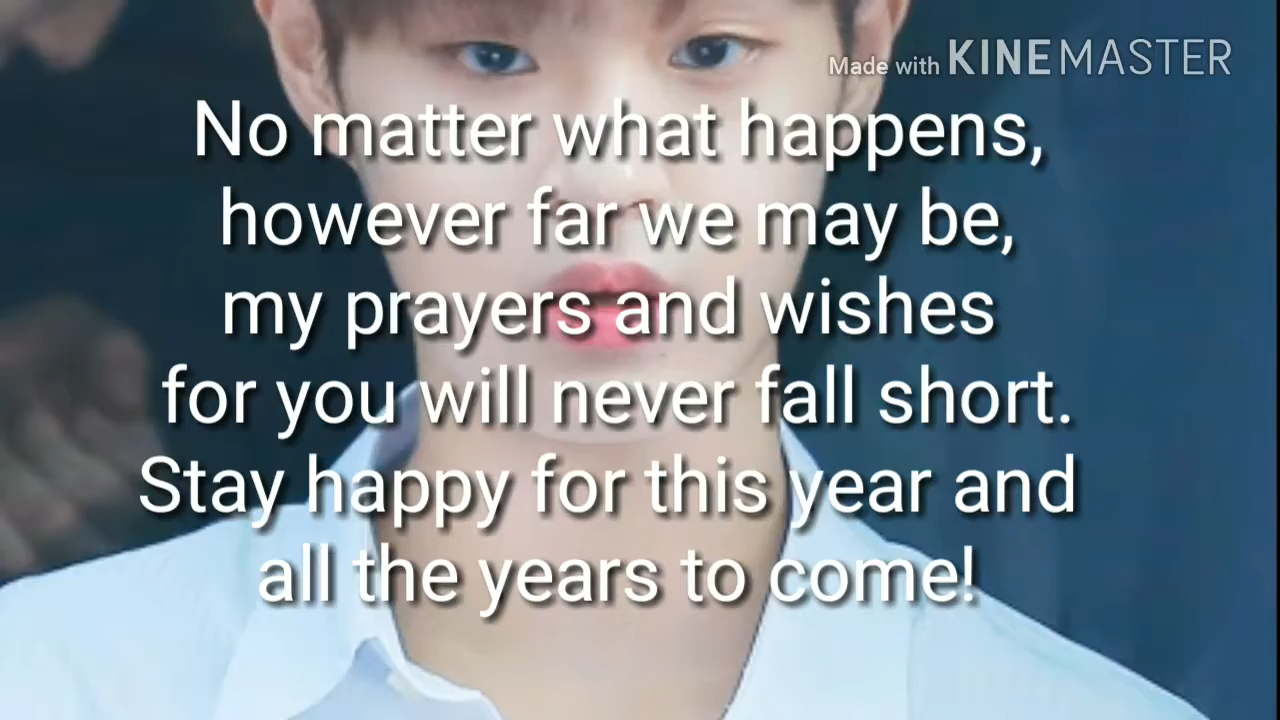 Made with KINEMASTER
No matter what happens,
however far we may be,
my prayers and wishes
for you will never fall short.
Stay happy for this year and
all the years to come!